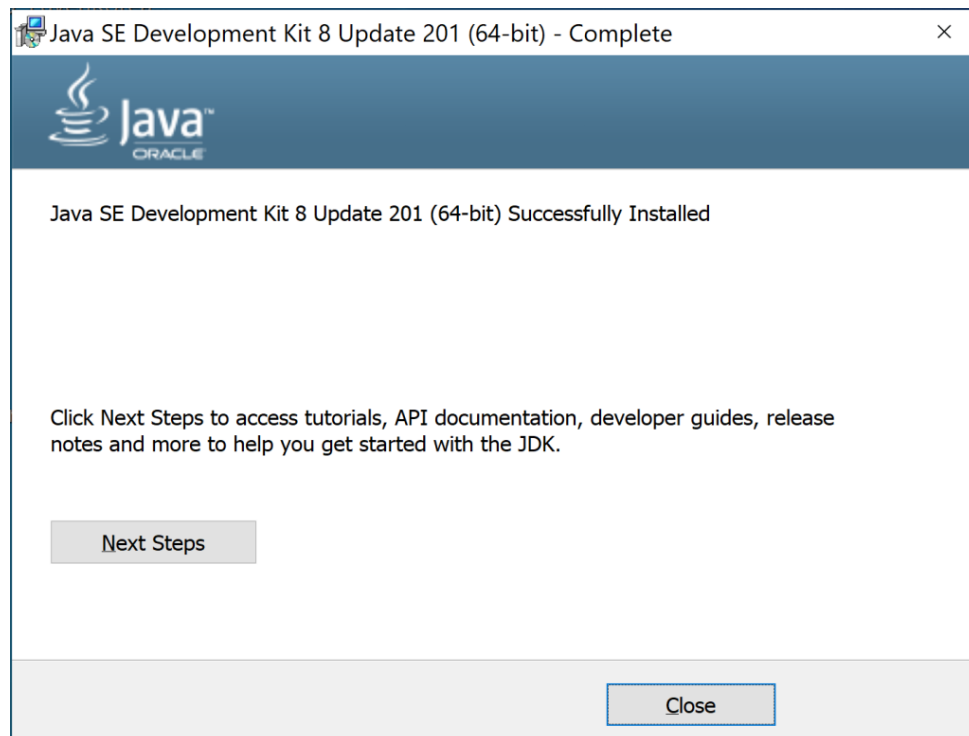 Java SE Development Kit 8 Update 201 (64-bit) - Complete
Java™
ORACLE
Java SE Development Kit 8 Update 201 (64-bit) Successfully Installed
Click Next Steps to access tutorials, API documentation, developer guides, release
notes and more to help you get started with the JDK.
Next Steps
Close